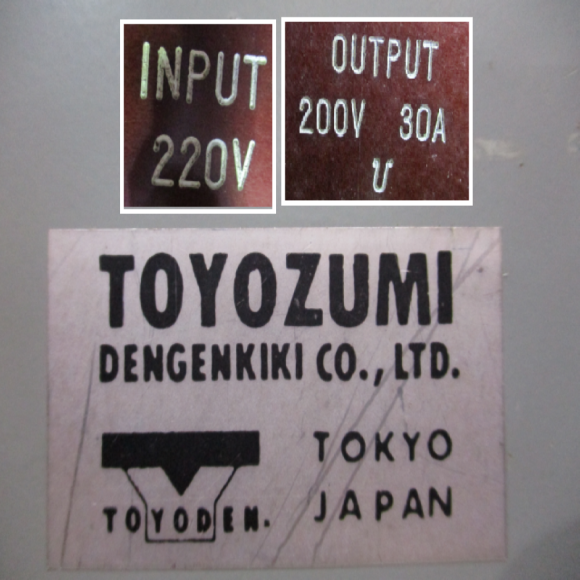 INPUT
220V
OUTPUT
200V 30A
U
TOYOZUMI
DENGENKIKI CO., LTD.
TOYODEN.
TOKYO
JAPAN